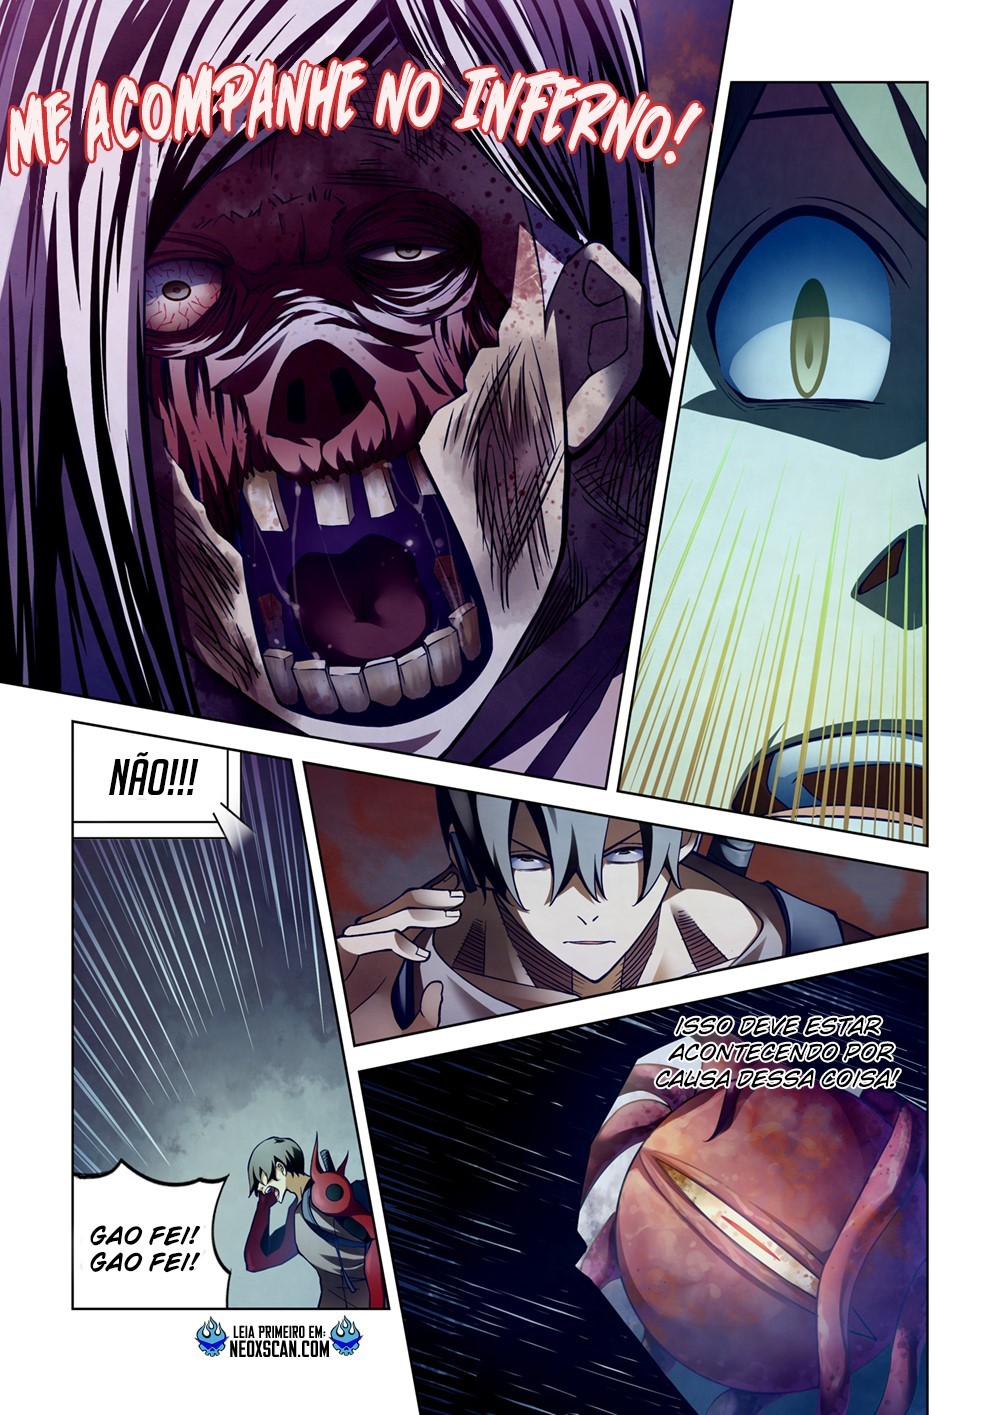 ME ACOMPANHE NO INFERNO!
NÃO!!!
ISSO DEVE ESTAR
ACONTECENDO POR
CAUSA DESSA COISA!
GAO FEI!
GAO FEI!
LEIA PRIMEIRO EM:
NEOXSCAN.COM